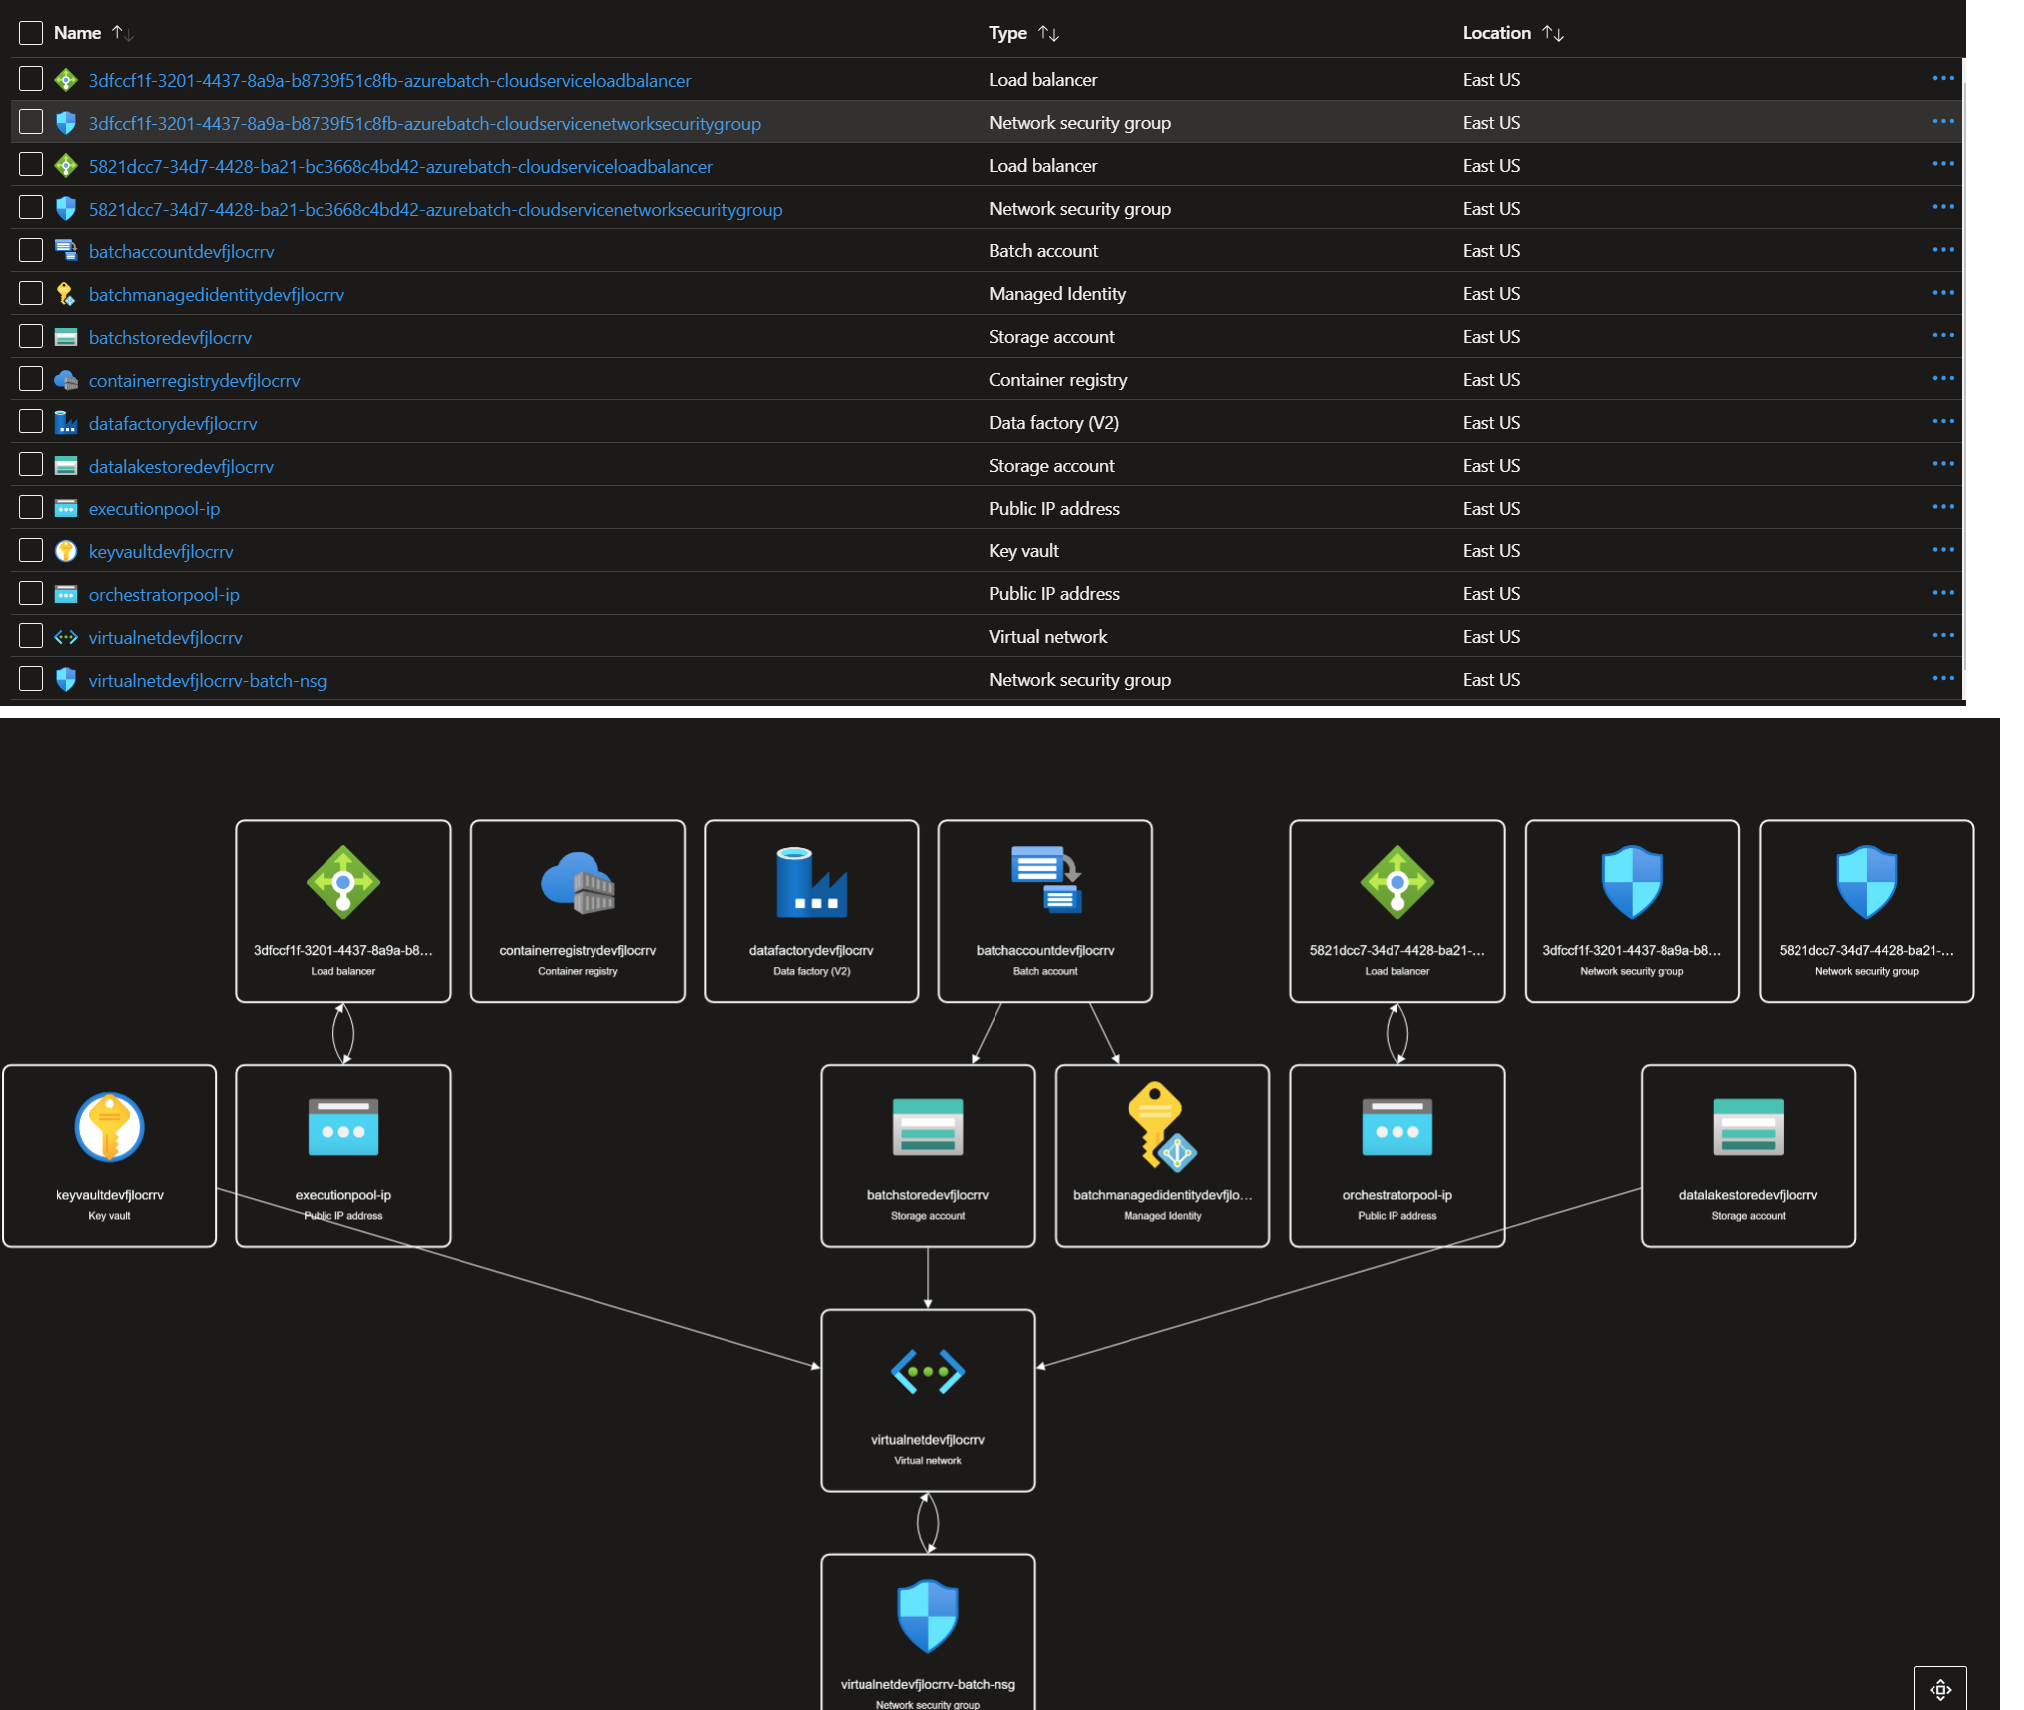 Name Type Location
3dfccf1f-3201-4437-8a9a-b8739f51c8fb-azurebatch-cloudserviceloadbalancer Load balancer East US
3dfccf1f-3201-4437-8a9a-b8739f51c8fb-azurebatch-cloudservicenetworksecuritygroup Network security group East US
5821dcc7-34d7-4428-ba21-bc3668c4bd42-azurebatch-cloudserviceloadbalancer Load balancer East US
5821dcc7-34d7-4428-ba21-bc3668c4bd42-azurebatch-cloudservicenetworksecuritygroup Network security group East US
batchaccountdevfjlocrrv Batch account East US
batchmanagedidentitydevfjlocrrv Managed Identity East US
batchstoredevfjlocrrv Storage account East US
containerregistrydevfjlocrrv Container registry East US
datafactorydevfjlocrrv Data factory (V2) East US
datalakestoredevfjlocrrv Storage account East US
executionpool-ip Public IP address East US
keyvaultdevfjlocrrv Key vault East US
orchestratorpool-ip Public IP address East US
virtualnetdevfjlocrrv Virtual network East US
virtualnetdevfjlocrrv-batch-nsg Network security group East US
3dfccf1f-3201-4437-8a9a-b8... containerregistrydevfjlocrrv datafactorydevfjlocrrv batchaccountdevfjlocrrv 5821dcc7-34d7-4428-ba21-... 3dfccf1f-3201-4437-8a9a-b8... 5821dcc7-34d7-4428-ba21-...
Load balancer Container registry Data factory (V2) Batch account Load balancer Network security group Network security group
keyvaultdevfjlocrrv executionpool-ip batchstoredevfjlocrrv batchmanagedidentitydevfjlo... orchestratorpool-ip datalakestoredevfjlocrrv
Key vault Public IP address Storage account Managed Identity Public IP address Storage account
virtualnetdevfjlocrrv
Virtual network
virtualnetdevfjlocrrv-batch-nsg
Network security group